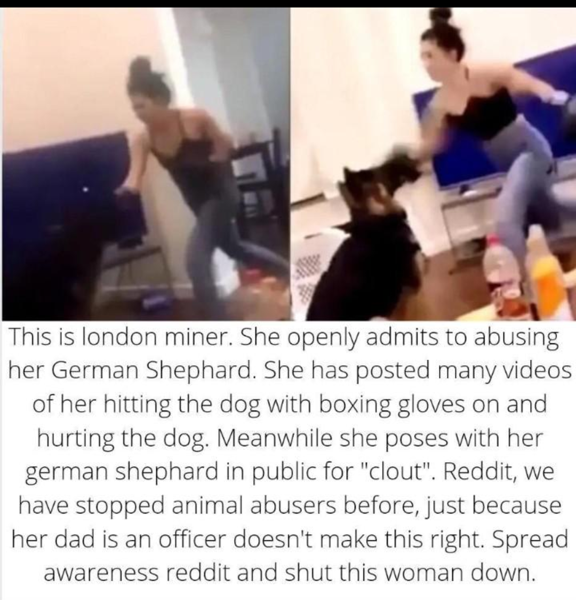 This is london miner. She openly admits to abusing
her German Shephard. She has posted many videos
of her hitting the dog with boxing gloves on and
hurting the dog. Meanwhile she poses with her
german shephard in public for "clout". Reddit, we
have stopped animal abusers before, just because
her dad is an officer doesn't make this right. Spread
awareness reddit and shut this woman down.